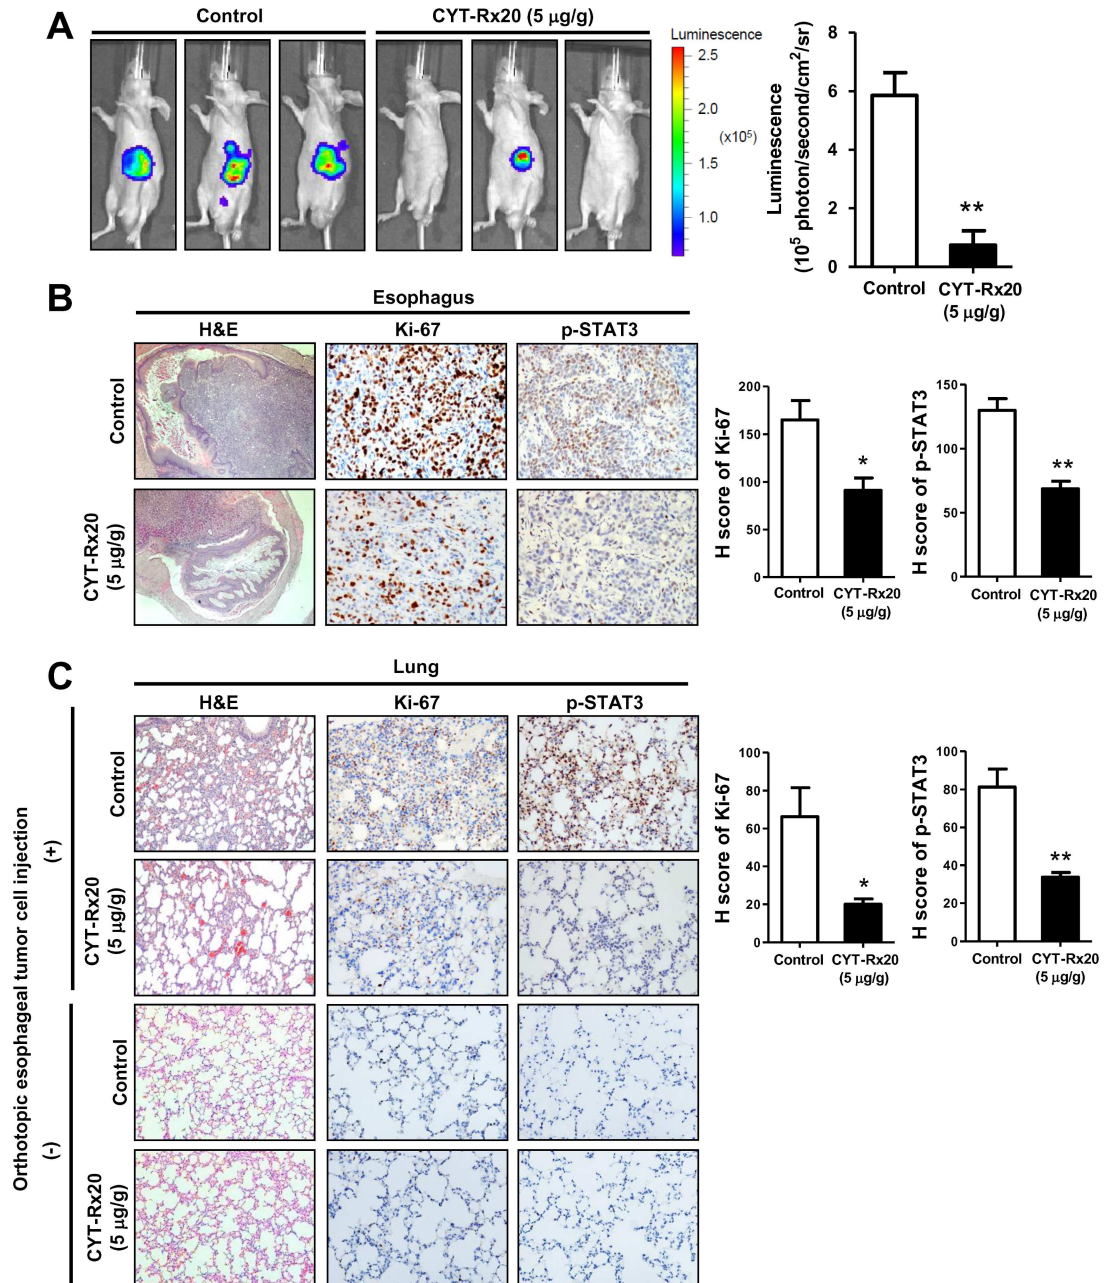 A
Control
CYT-Rx20 (5 µg/g)
Luminescence
2.5
2.0
(x10⁵)
1.5
1.0
Luminescence
(10⁵ photon/second/cm²/sr)
8
6
4
2
0
**
Control
CYT-Rx20
(5 µg/g)
B
Esophagus
H&E
Ki-67
p-STAT3
Control
CYT-Rx20
(5 µg/g)
H score of Ki-67
200
150
100
50
0
*
Control
CYT-Rx20
(5 µg/g)
H score of p-STAT3
150
100
50
0
**
Control
CYT-Rx20
(5 µg/g)
C
Lung
H&E
Ki-67
p-STAT3
Orthotopic esophageal tumor cell injection
(+)
Control
CYT-Rx20
(5 µg/g)
(-)
Control
CYT-Rx20
(5 µg/g)
H score of Ki-67
100
80
60
40
20
0
*
Control
CYT-Rx20
(5 µg/g)
H score of p-STAT3
100
80
60
40
20
0
**
Control
CYT-Rx20
(5 µg/g)